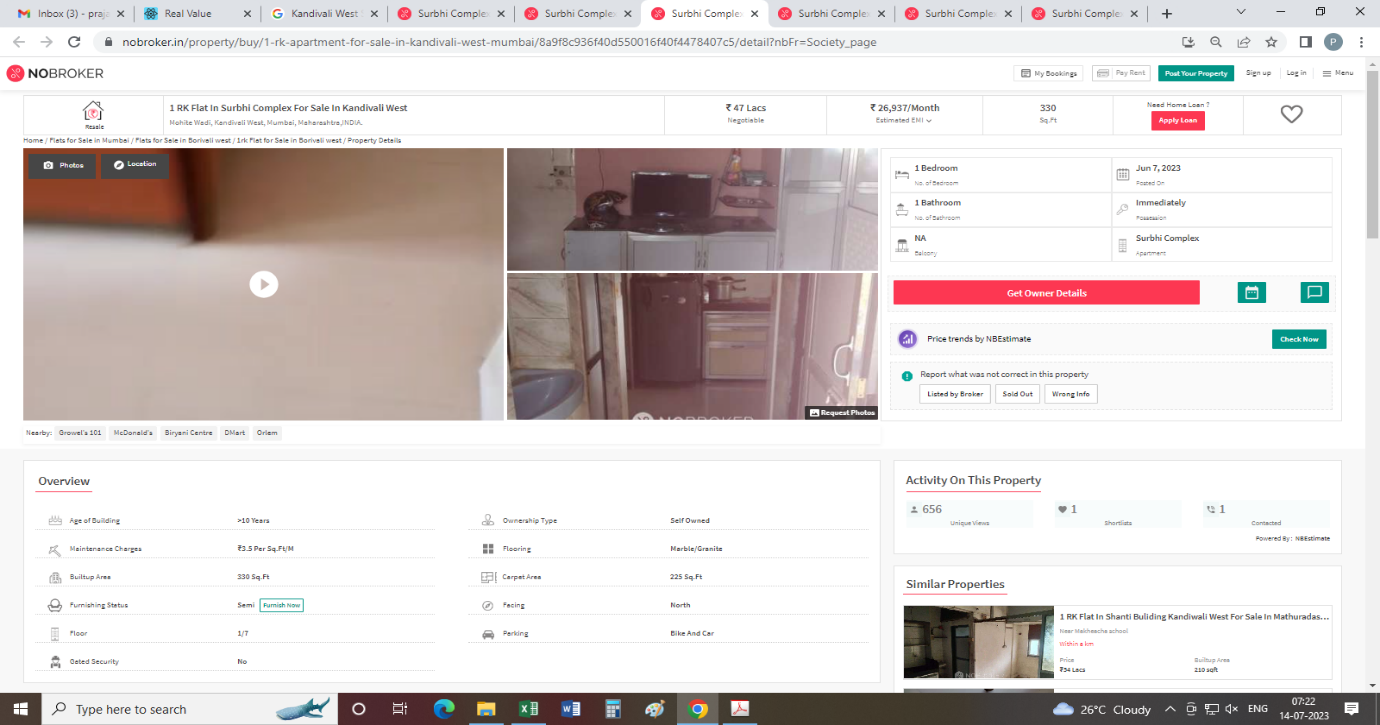 Inbox (3) - praja
Real Value
Kandivali West
Surbhi Complex
Surbhi Complex
Surbhi Complex
Surbhi Complex
Surbhi Complex
Surbhi Complex
nobroker.in/property/buy/1-rk-apartment-for-sale-in-kandivali-west-mumbai/8a9f8c936f40d550016f40f4478407c5/detail?nbFr=Society_page
P
NOBROKER
My Bookings
Pay Rent
Post Your Property
Sign up
Log in
Menu
Resale
1 RK Flat In Surbhi Complex For Sale In Kandivali West
Mohite Wadi, Kandivali West, Mumbai, Maharashtra,INDIA.
₹ 47 Lacs
Negotiable
₹ 26,937/Month
Estimated EMI
330
Sq.Ft
Need Home Loan ?
Apply Loan
Home / Flats for Sale in Mumbai / Flats for Sale in Borivali west / 1rk Flat for Sale in Borivali west / Property Details
Photos
Location
NOBROKER
Request Photos
1 Bedroom
No. of Bedroom
Jun 7, 2023
Posted On
1 Bathroom
No. of Bathroom
Immediately
Possession
NA
Balcony
Surbhi Complex
Apartment
Get Owner Details
Price trends by NBEstimate
Check Now
Report what was not correct in this property
Listed by Broker
Sold Out
Wrong Info
Nearby: Growel's 101 McDonald's Biryani Centre DMart Orlem
Overview
Age of Building >10 Years
Ownership Type Self Owned
Maintenance Charges ₹3.5 Per Sq.Ft/M
Flooring Marble/Granite
Builtup Area 330 Sq.Ft
Carpet Area 225 Sq.Ft
Furnishing Status Semi Furnish Now
Facing North
Floor 1/7
Parking Bike And Car
Gated Security No
Activity On This Property
656
Unique Views
1
Shortlists
1
Contacted
Powered By : NBEstimate
Similar Properties
1 RK Flat In Shanti Buliding Kandiwali West For Sale In Mathuradas...
Near Makhecha school
Within a km
Price
₹34 Lacs
Builtup Area
210 sqft
NOBROKER
Type here to search
26°C Cloudy
ENG
07:22
14-07-2023